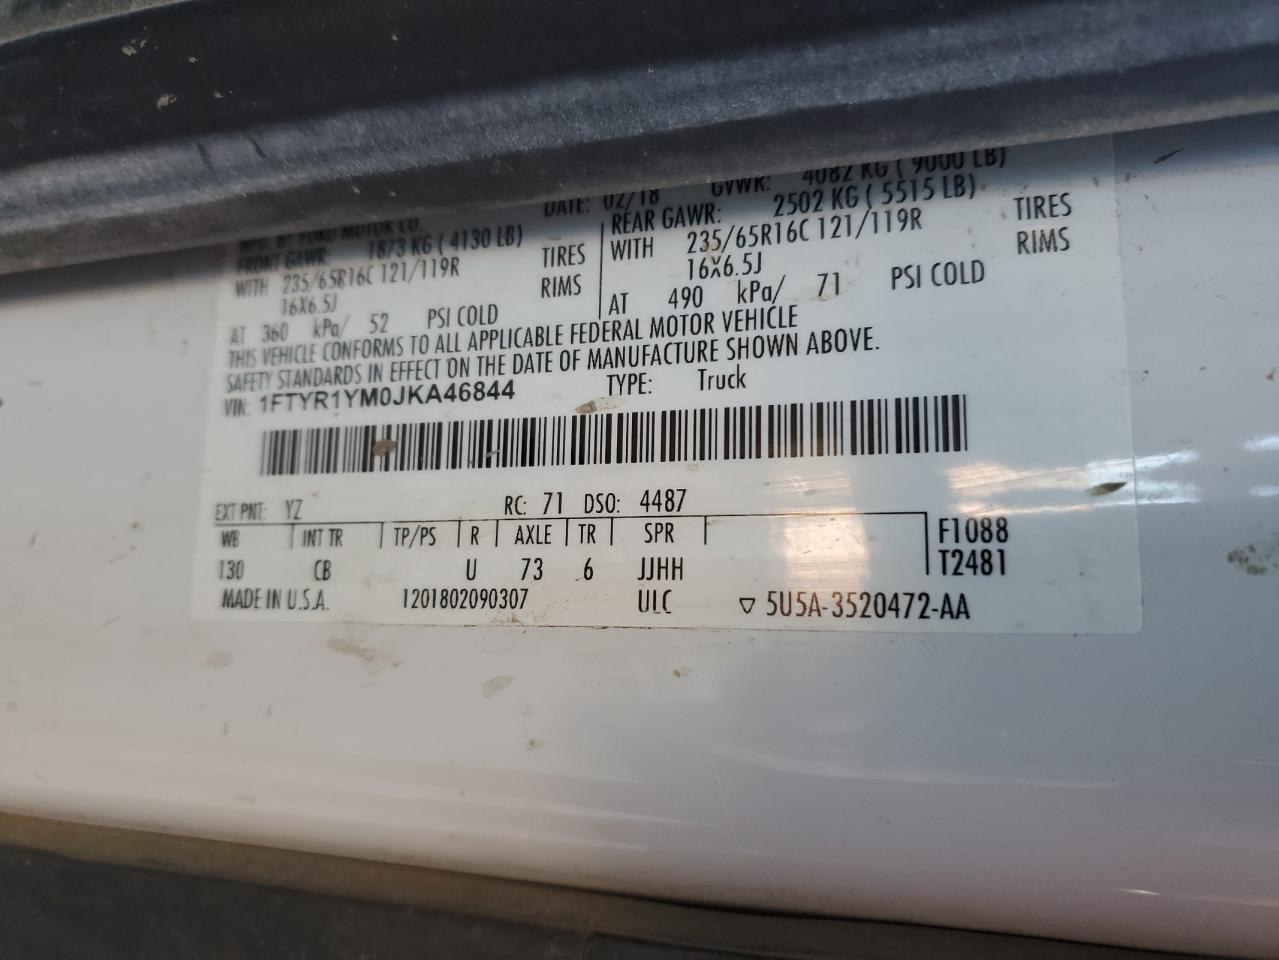 MFD. BY FORD MOTOR CO. DATE: 02/18 GVWR: 4082 KG ( 9000 LB)
FRONT GAWR: 1873 KG ( 4130 LB) REAR GAWR: 2502 KG ( 5515 LB)
WITH 235/65R16C 121/119R TIRES WITH 235/65R16C 121/119R TIRES
16X6.5J RIMS 16X6.5J RIMS
AT 360 kPa/ 52 PSI COLD AT 490 kPa/ 71 PSI COLD
THIS VEHICLE CONFORMS TO ALL APPLICABLE FEDERAL MOTOR VEHICLE
SAFETY STANDARDS IN EFFECT ON THE DATE OF MANUFACTURE SHOWN ABOVE.
VIN: 1FTYR1YM0JKA46844 TYPE: Truck
EXT PNT: YZ RC: 71 DSO: 4487
WB INT TR TP/PS R AXLE TR SPR F1088
130 CB U 73 6 JJHH T2481
MADE IN U.S.A. 1201802090307 ULC ▽ 5U5A-3520472-AA